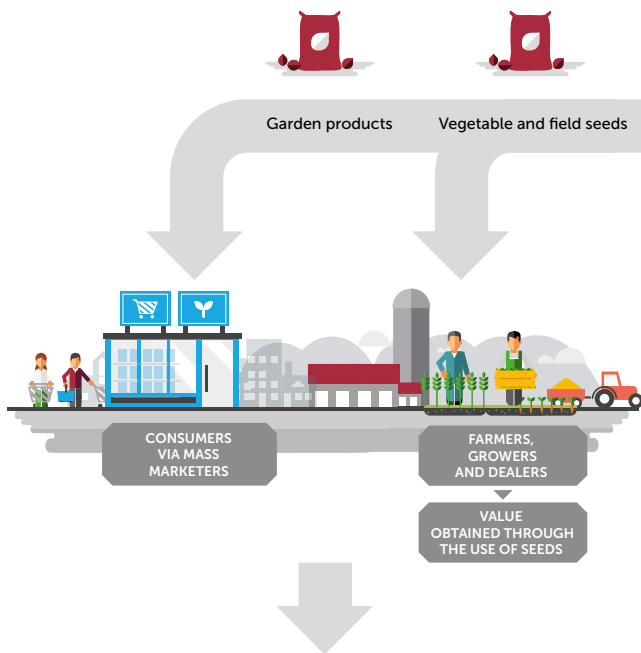 Garden products
Vegetable and field seeds
CONSUMERS
VIA MASS
MARKETERS
FARMERS,
GROWERS
AND DEALERS
VALUE
OBTAINED THROUGH
THE USE OF SEEDS